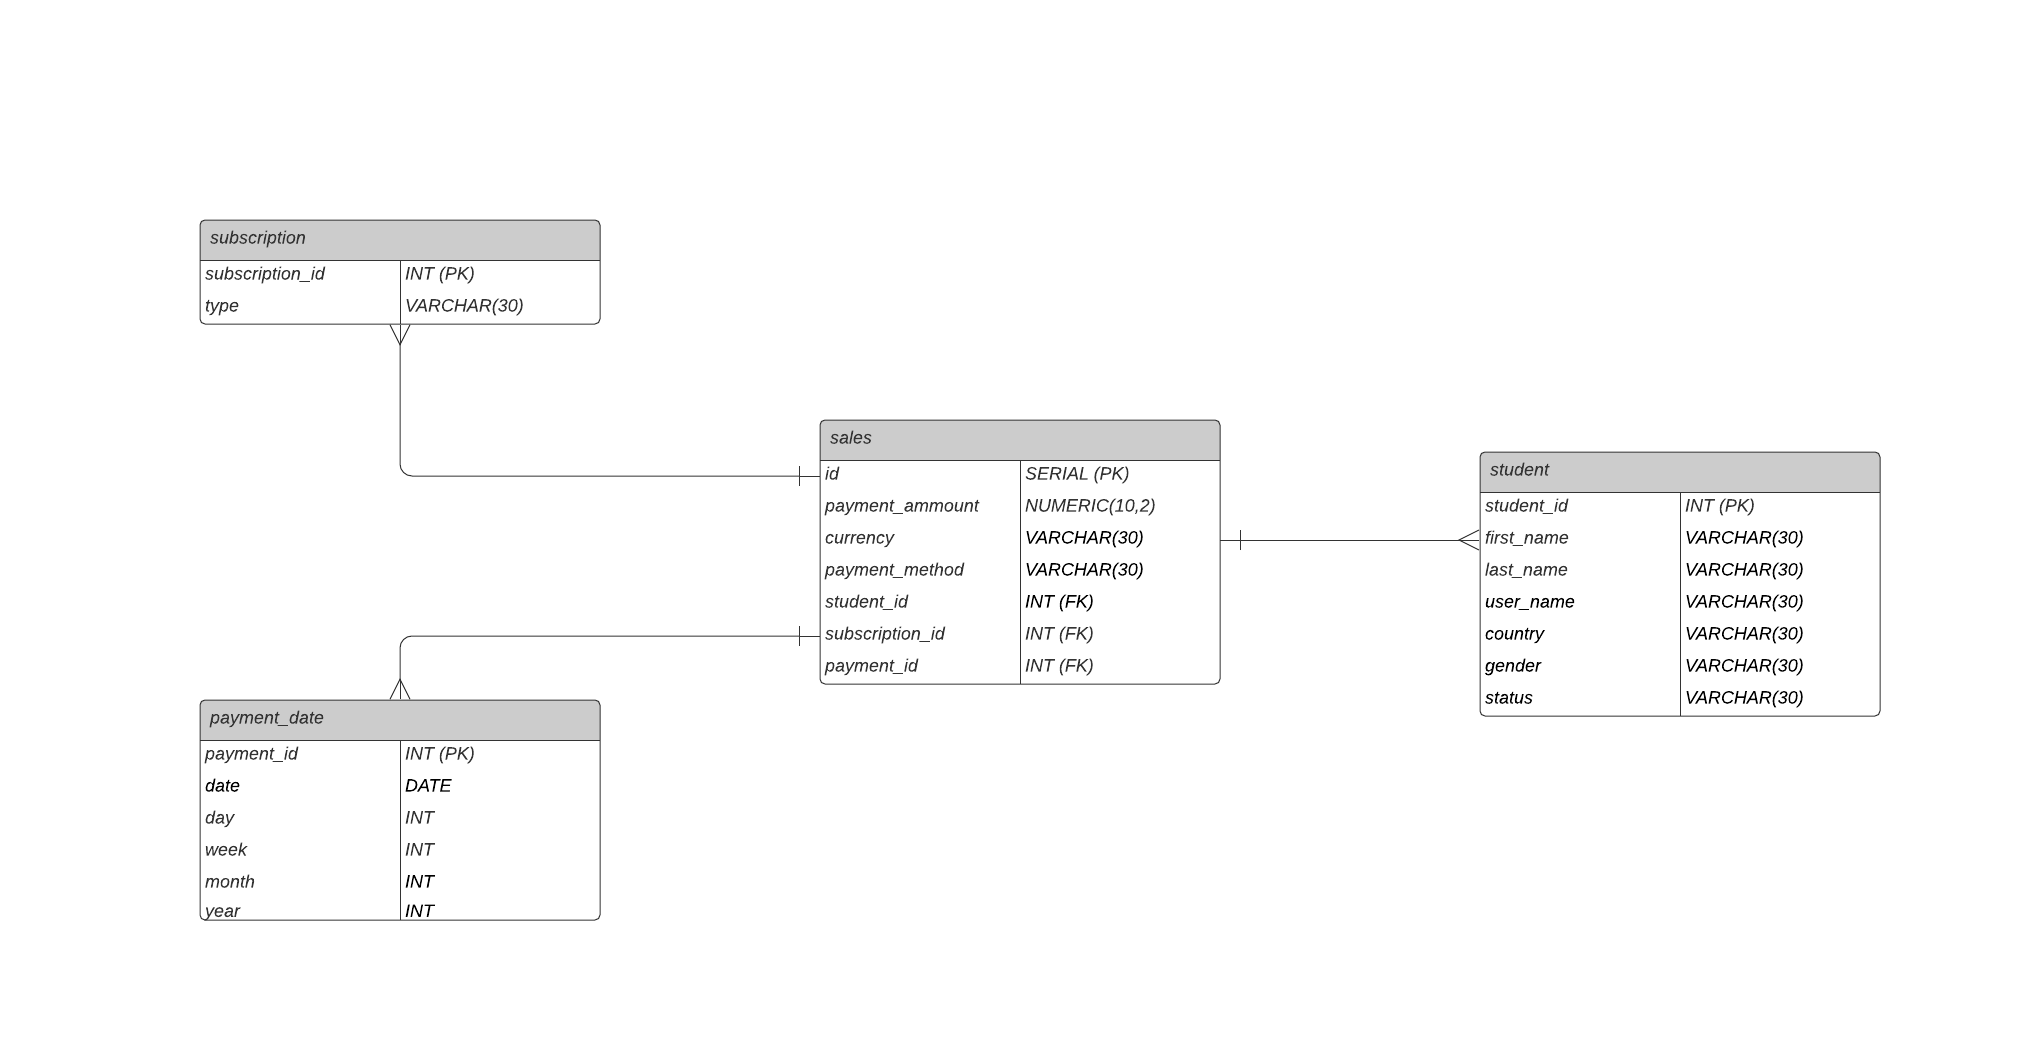 subscription
subscription_id INT (PK)
type VARCHAR(30)
sales
id SERIAL (PK)
payment_ammount NUMERIC(10,2)
currency VARCHAR(30)
payment_method VARCHAR(30)
student_id INT (FK)
subscription_id INT (FK)
payment_id INT (FK)
student
student_id INT (PK)
first_name VARCHAR(30)
last_name VARCHAR(30)
user_name VARCHAR(30)
country VARCHAR(30)
gender VARCHAR(30)
status VARCHAR(30)
payment_date
payment_id INT (PK)
date DATE
day INT
week INT
month INT
year INT